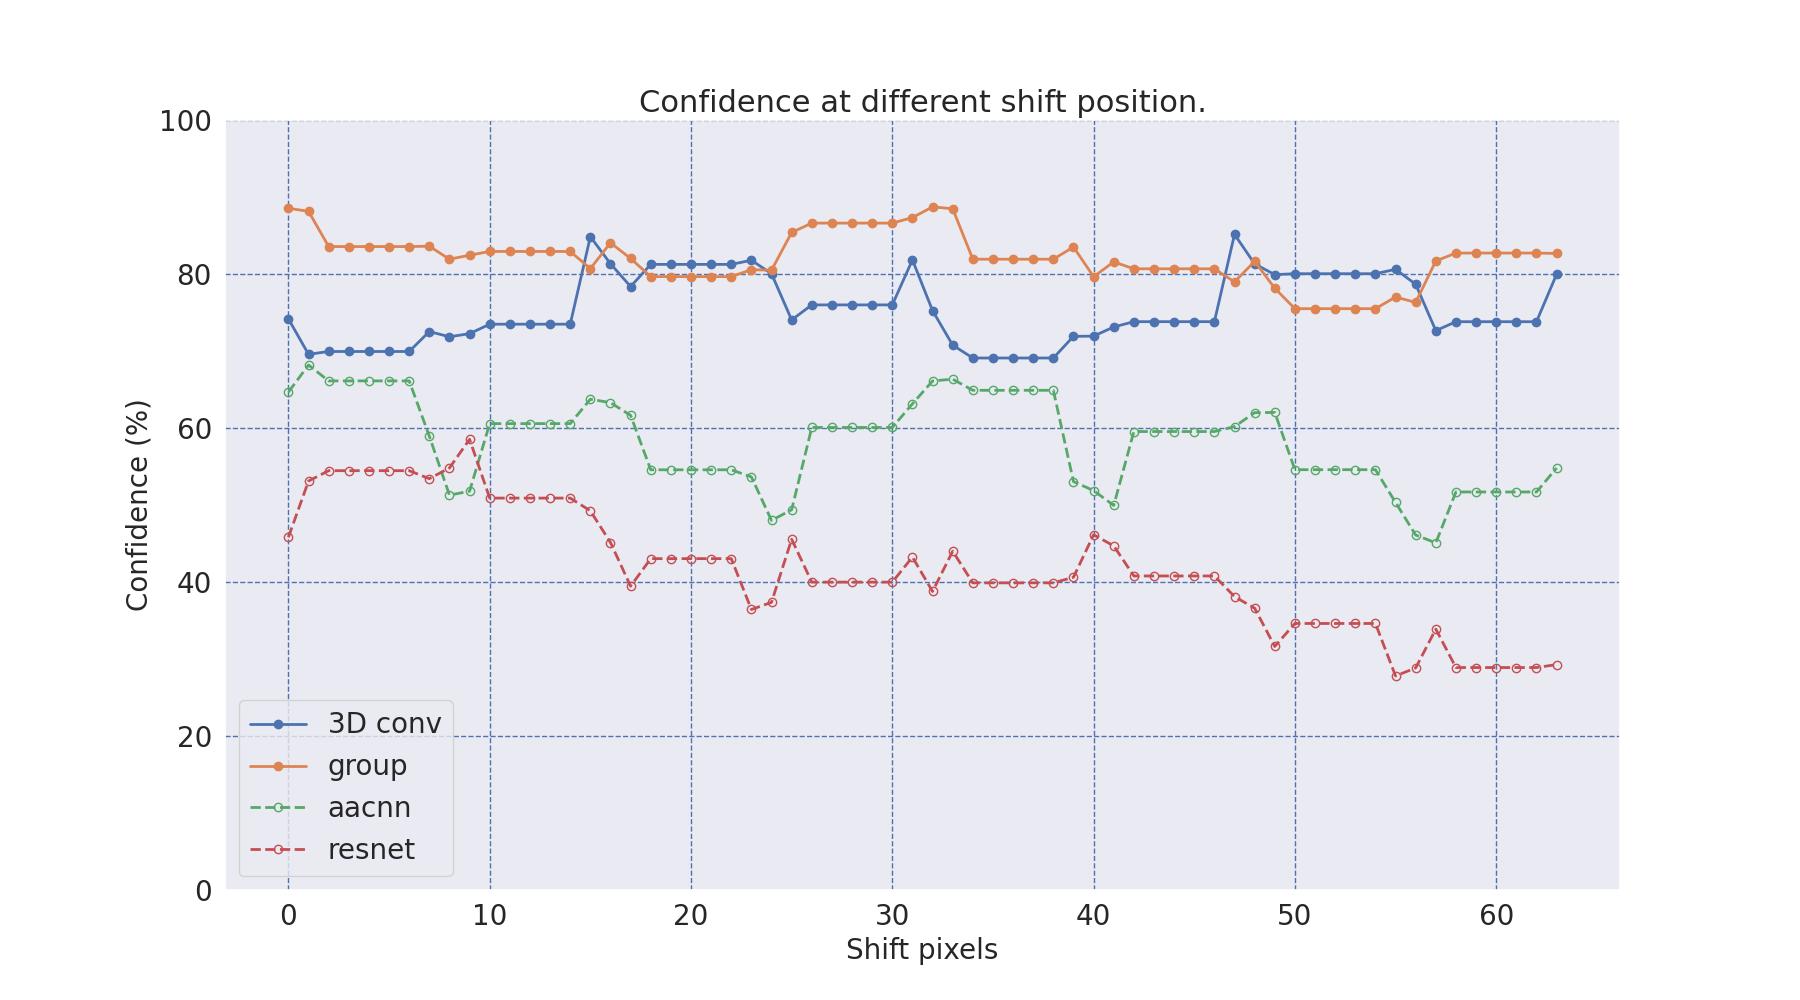 Confidence at different shift position.
100
80
60
40
20
0
Confidence (%)
3D conv
group
aacnn
resnet
0 10 20 30 40 50 60
Shift pixels